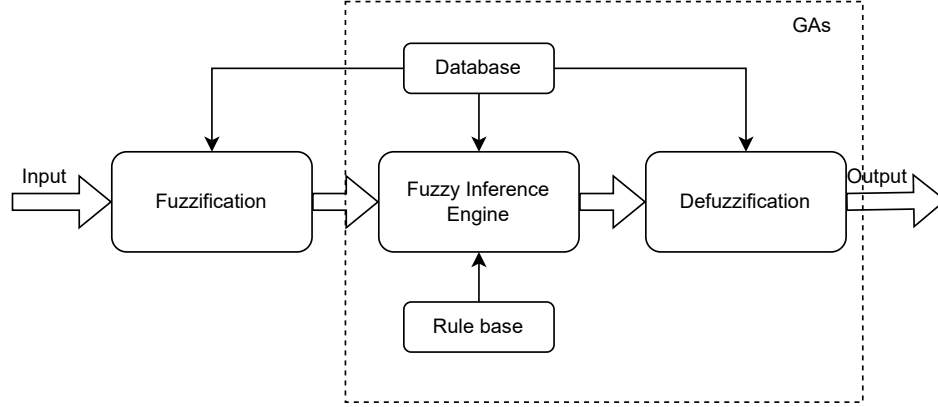 GAs
Database
Input
Fuzzification
Fuzzy Inference
Engine
Defuzzification
Output
Rule base